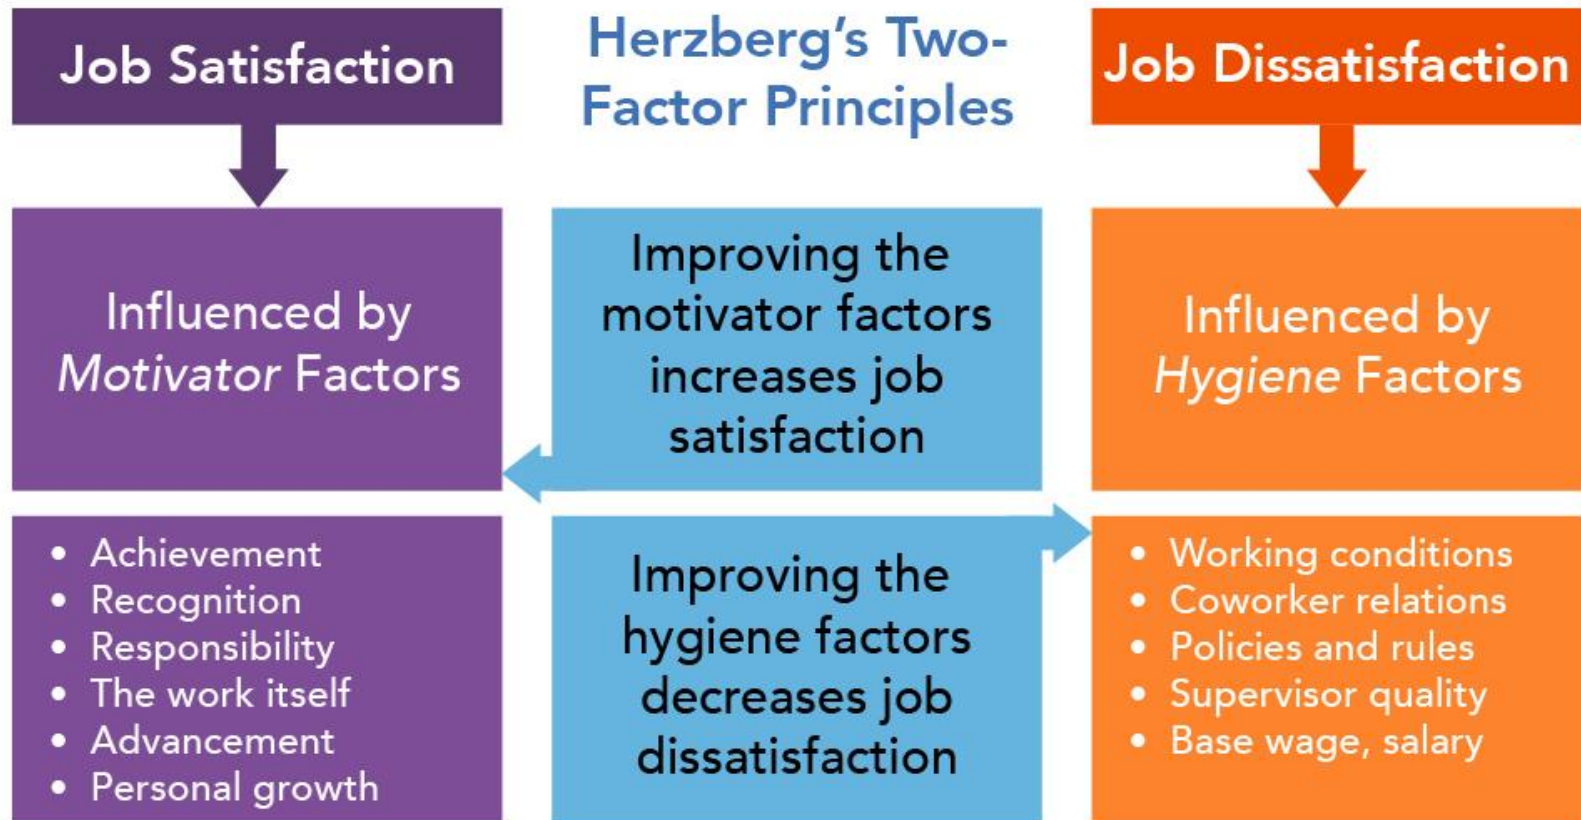 Job Satisfaction
Herzberg’s Two-
Factor Principles
Job Dissatisfaction
Influenced by
Motivator Factors
Improving the
motivator factors
increases job
satisfaction
Influenced by
Hygiene Factors
• Achievement
• Recognition
• Responsibility
• The work itself
• Advancement
• Personal growth
Improving the
hygiene factors
decreases job
dissatisfaction
• Working conditions
• Coworker relations
• Policies and rules
• Supervisor quality
• Base wage, salary